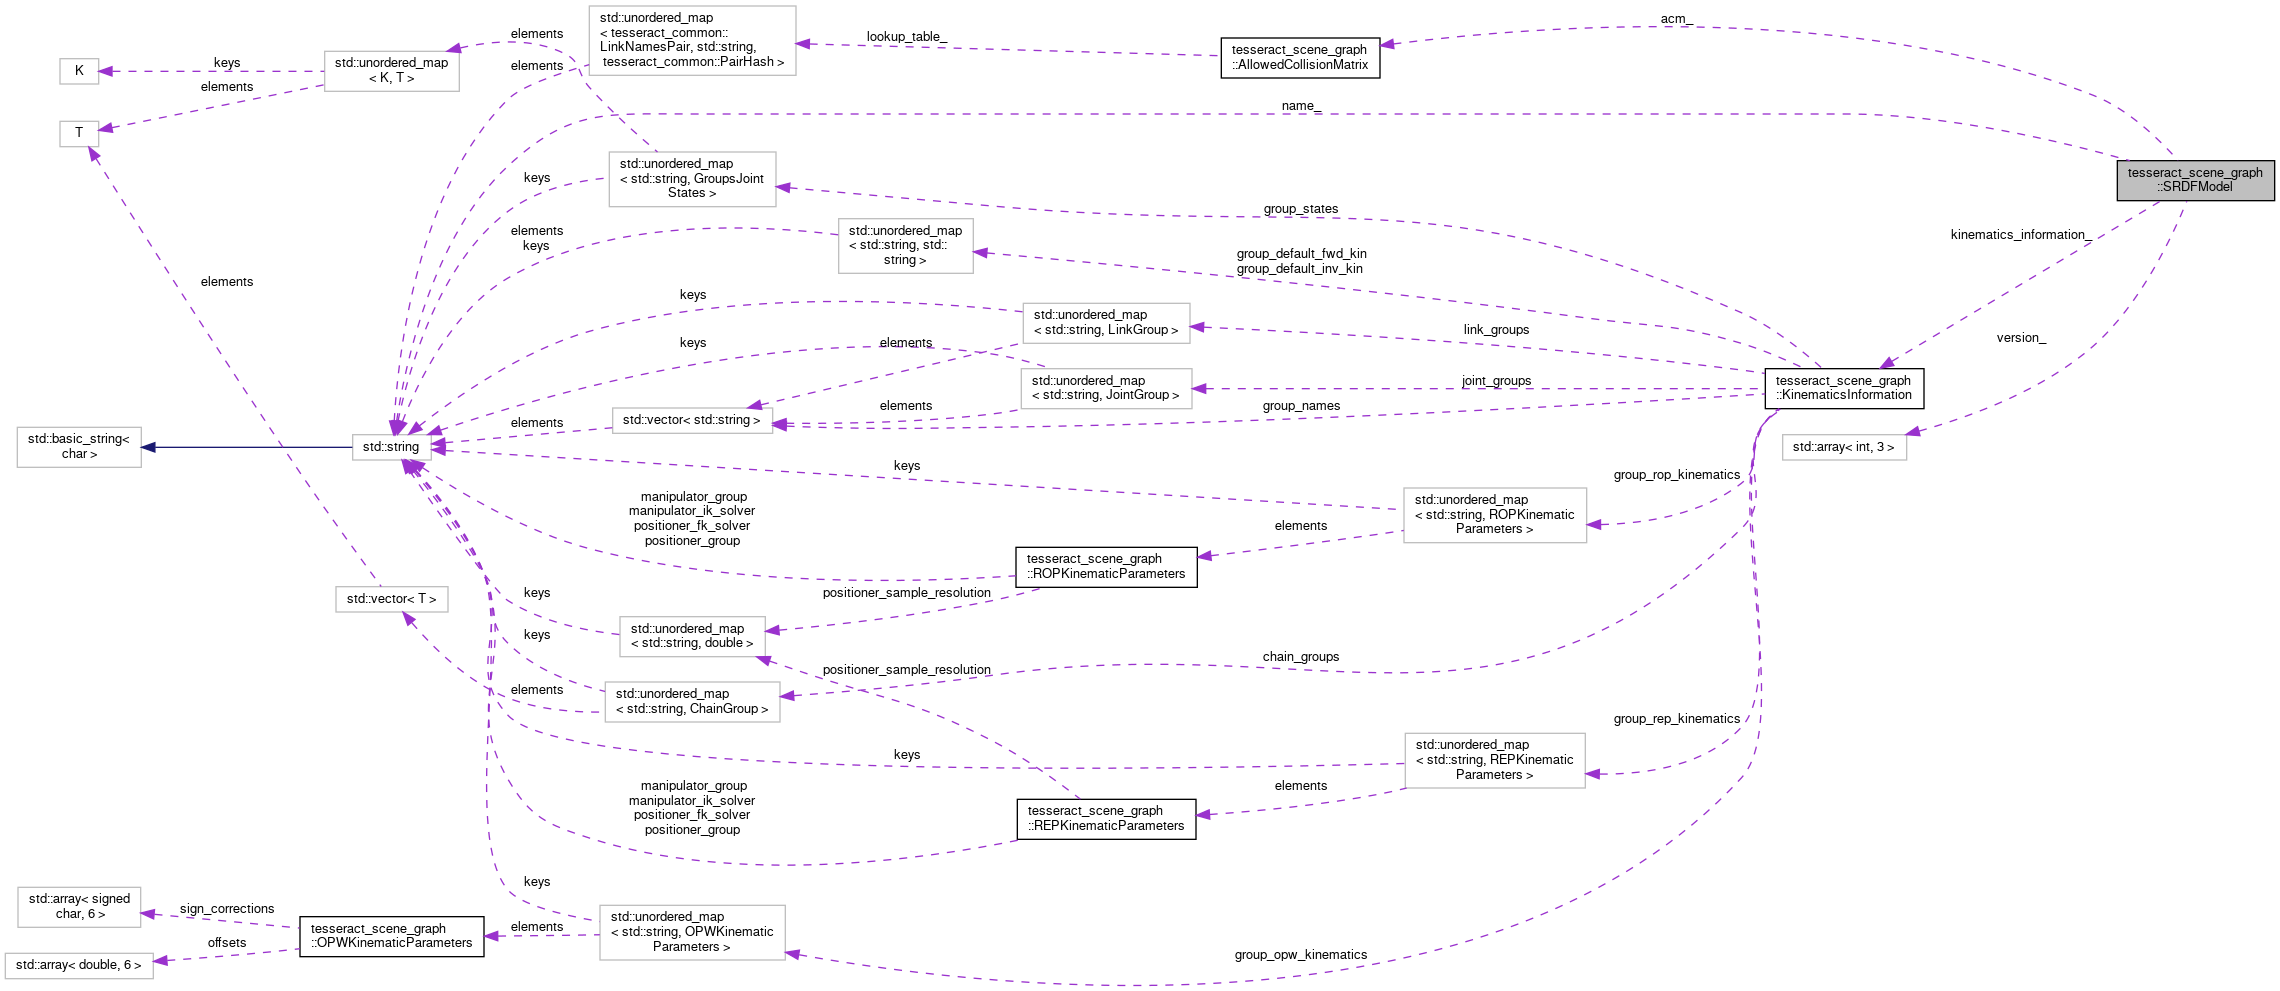 std::unordered_map
< tesseract_common::
LinkNamesPair, std::string,
tesseract_common::PairHash >
acm_
elements
lookup_table_
tesseract_scene_graph
::AllowedCollisionMatrix
K
keys
std::unordered_map
< K, T >
elements
elements
T
name_
std::unordered_map
< std::string, GroupsJoint
States >
keys
tesseract_scene_graph
::SRDFModel
group_states
elements
keys
std::unordered_map
< std::string, std::
string >
group_default_fwd_kin
group_default_inv_kin
kinematics_information_
elements
keys
std::unordered_map
< std::string, LinkGroup >
link_groups
version_
keys
elements
std::unordered_map
< std::string, JointGroup >
joint_groups
tesseract_scene_graph
::KinematicsInformation
elements
group_names
std::vector< std::string >
elements
std::basic_string<
char >
std::string
std::array< int, 3 >
keys
group_rop_kinematics
manipulator_group
manipulator_ik_solver
positioner_fk_solver
positioner_group
std::unordered_map
< std::string, ROPKinematic
Parameters >
elements
tesseract_scene_graph
::ROPKinematicParameters
std::vector< T >
keys
positioner_sample_resolution
std::unordered_map
< std::string, double >
keys
chain_groups
positioner_sample_resolution
elements
std::unordered_map
< std::string, ChainGroup >
group_rep_kinematics
keys
std::unordered_map
< std::string, REPKinematic
Parameters >
manipulator_group
manipulator_ik_solver
positioner_fk_solver
positioner_group
elements
tesseract_scene_graph
::REPKinematicParameters
keys
std::array< signed
char, 6 >
sign_corrections
tesseract_scene_graph
::OPWKinematicParameters
elements
std::unordered_map
< std::string, OPWKinematic
Parameters >
offsets
std::array< double, 6 >
group_opw_kinematics